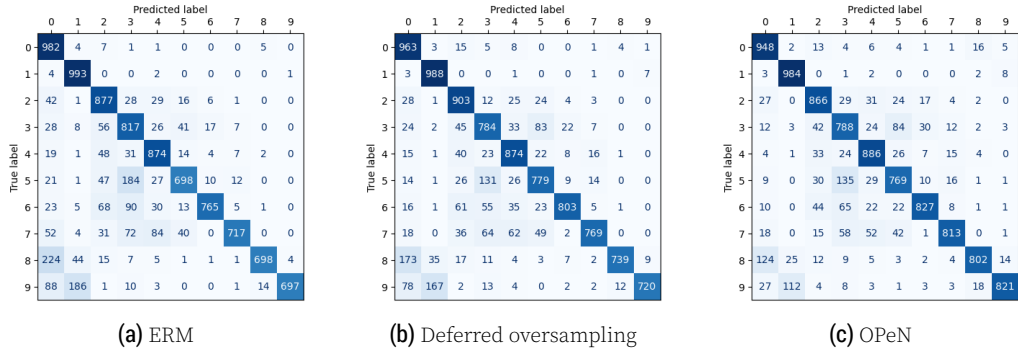 Predicted label
0 1 2 3 4 5 6 7 8 9
True label
0 982 4 7 1 1 0 0 0 5 0
1 4 993 0 0 2 0 0 0 0 1
2 42 1 877 28 29 16 6 1 0 0
3 28 8 56 817 26 41 17 7 0 0
4 19 1 48 31 874 14 4 7 2 0
5 21 1 47 184 27 698 10 12 0 0
6 23 5 68 90 30 13 765 5 1 0
7 52 4 31 72 84 40 0 717 0 0
8 224 44 15 7 5 1 1 1 698 4
9 88 186 1 10 3 0 0 1 14 697
(a) ERM
Predicted label
0 1 2 3 4 5 6 7 8 9
True label
0 963 3 15 5 8 0 0 1 4 1
1 3 988 0 0 1 0 0 1 0 7
2 28 1 903 12 25 24 4 3 0 0
3 24 2 45 784 33 83 22 7 0 0
4 15 1 40 23 874 22 8 16 1 0
5 14 1 26 131 26 779 9 14 0 0
6 16 1 61 55 35 23 803 5 1 0
7 18 0 36 64 62 49 2 769 0 0
8 173 35 17 11 4 3 7 2 739 9
9 78 167 2 13 4 0 2 2 12 720
(b) Deferred oversampling
Predicted label
0 1 2 3 4 5 6 7 8 9
True label
0 948 2 13 4 6 4 1 1 16 5
1 3 984 0 1 2 0 0 0 2 8
2 27 0 866 29 31 24 17 4 2 0
3 12 3 42 788 24 84 30 12 2 3
4 4 1 33 24 886 26 7 15 4 0
5 9 0 30 135 29 769 10 16 1 1
6 10 0 44 65 22 22 827 8 1 1
7 18 0 15 58 52 42 1 813 0 1
8 124 25 12 9 5 3 2 4 802 14
9 27 112 4 8 3 1 3 3 18 821
(c) OPeN